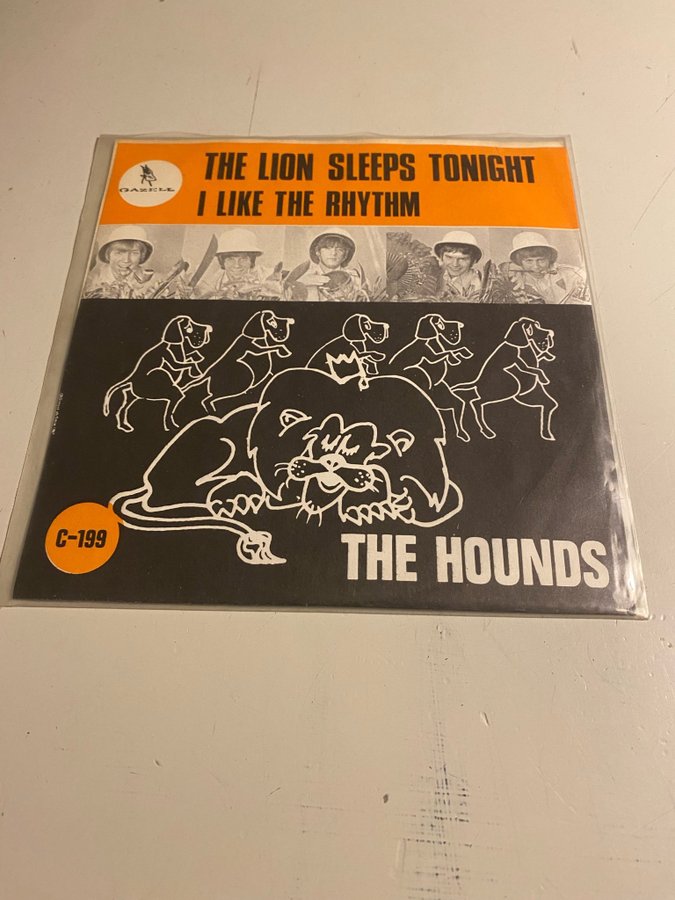 GAZELL
THE LION SLEEPS TONIGHT
I LIKE THE RHYTHM
C-199
THE HOUNDS